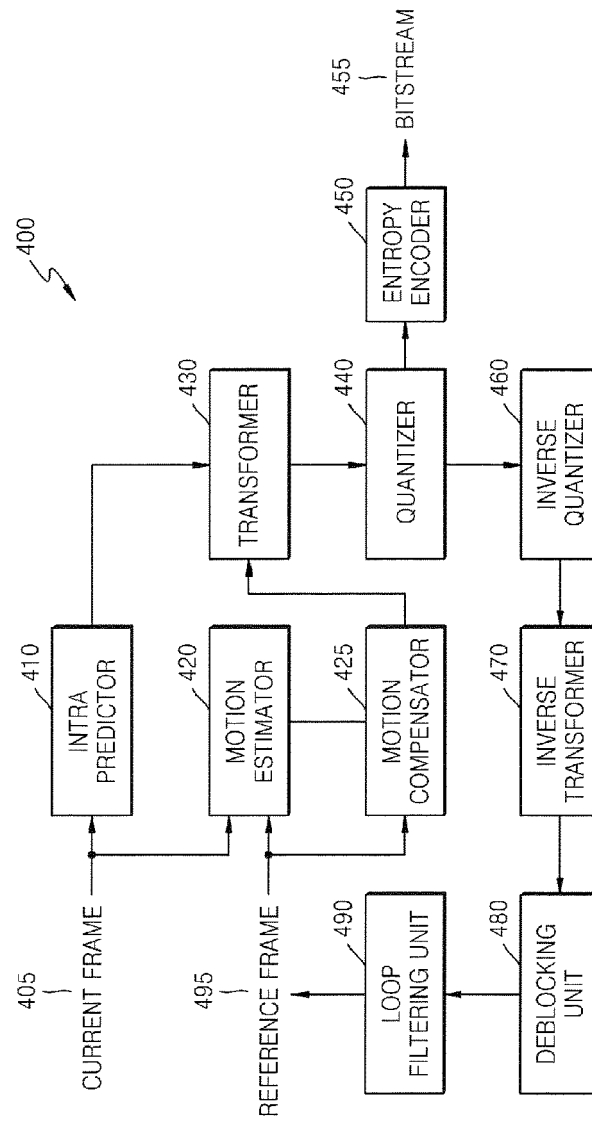 400
405
CURRENT FRAME
410
INTRA
PREDICTOR
430
TRANSFORMER
420
MOTION
ESTIMATOR
495
REFERENCE FRAME
425
MOTION
COMPENSATOR
440
QUANTIZER
450
ENTROPY
ENCODER
455
BITSTREAM
490
LOOP
FILTERING UNIT
480
DEBLOCKING
UNIT
470
INVERSE
TRANSFORMER
460
INVERSE
QUANTIZER